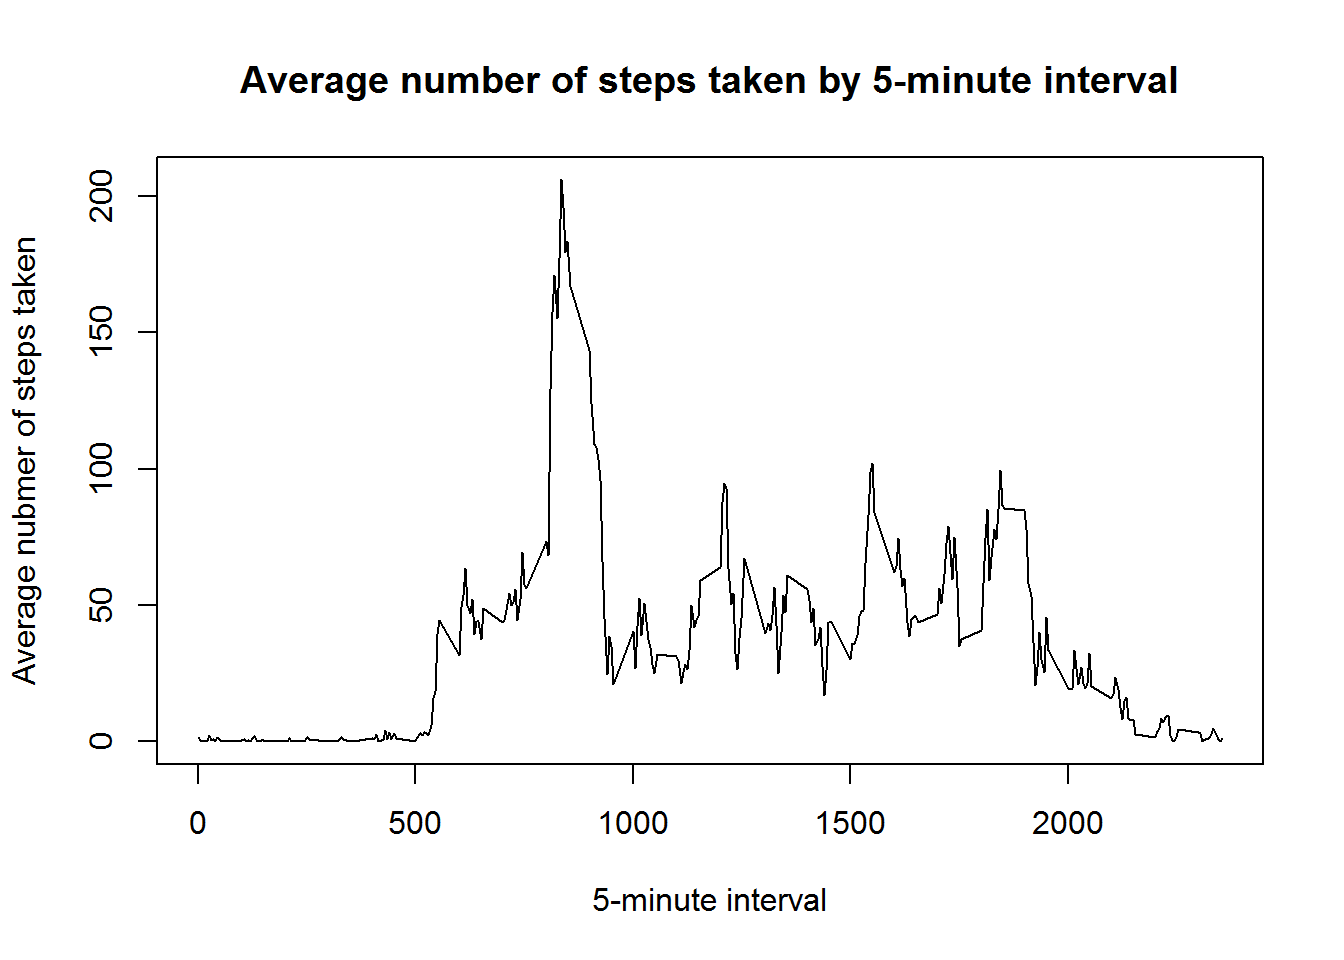 Average number of steps taken by 5-minute interval
Average nubmer of steps taken
200
150
100
50
0
0 500 1000 1500 2000
5-minute interval